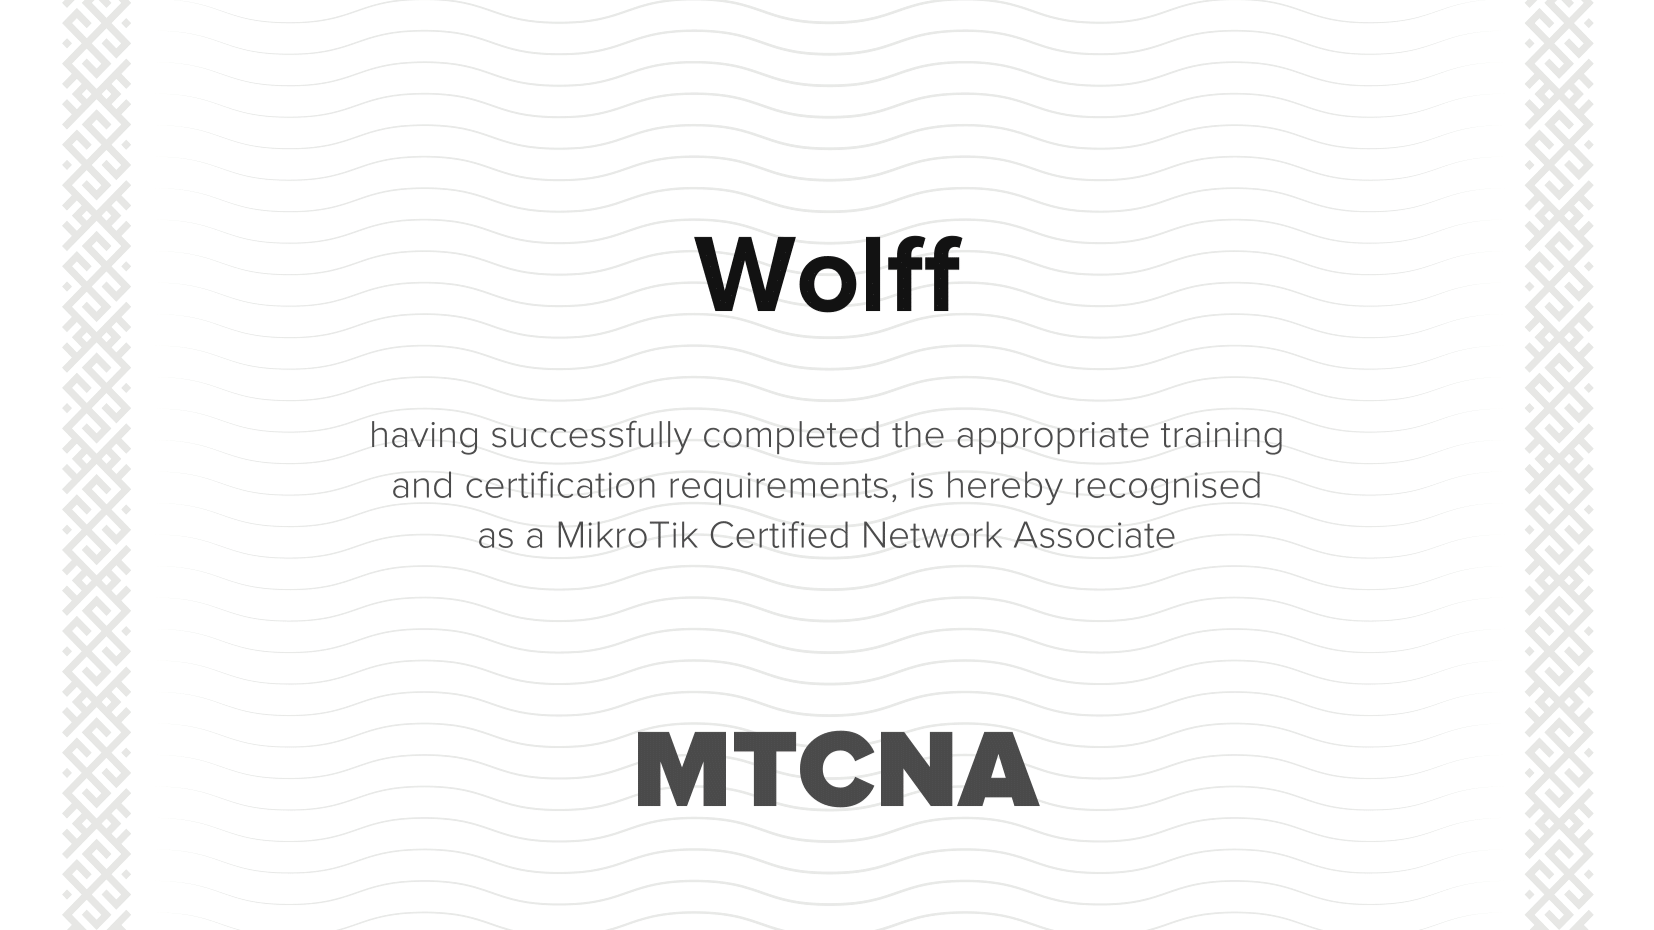 Wolff
having successfully completed the appropriate training
and certification requirements, is hereby recognised
as a MikroTik Certified Network Associate
MTCNA